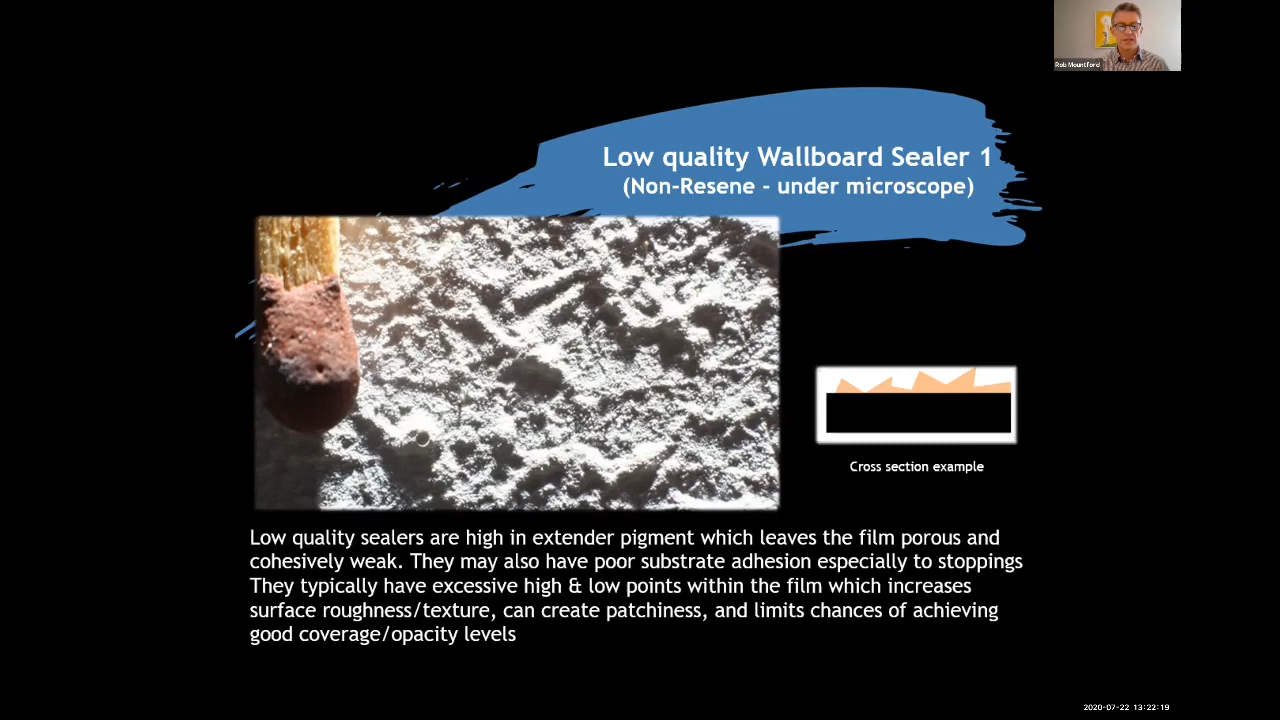 Rob Mountford
Low quality Wallboard Sealer 1
(Non-Resene - under microscope)
Cross section example
Low quality sealers are high in extender pigment which leaves the film porous and
cohesively weak. They may also have poor substrate adhesion especially to stoppings
They typically have excessive high & low points within the film which increases
surface roughness/texture, can create patchiness, and limits chances of achieving
good coverage/opacity levels
2020-07-22 13:22:19